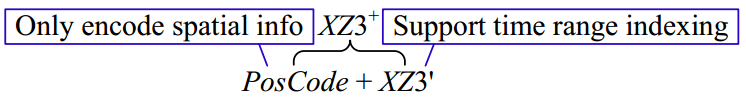 Only encode spatial info XZ3⁺ Support time range indexing
PosCode + XZ3'